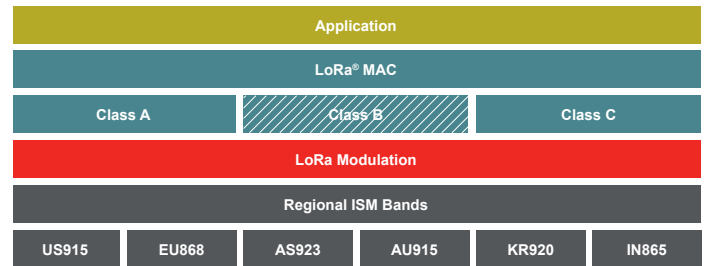 Application
LoRa® MAC
Class A
Class B
Class C
LoRa Modulation
Regional ISM Bands
US915
EU868
AS923
AU915
KR920
IN865